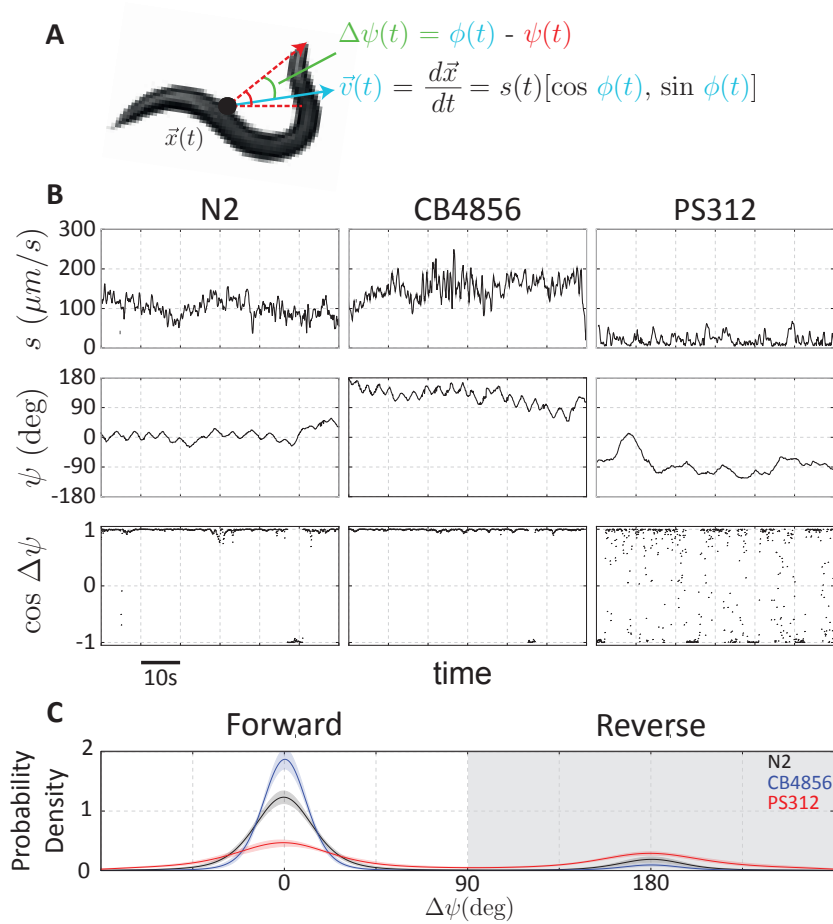 A
Δψ(t) = ϕ(t) - ψ(t)
v⃗(t) = dx⃗/dt = s(t)[cos ϕ(t), sin ϕ(t)]
x⃗(t)
B
N2 CB4856 PS312
s (μm/s)
300
200
100
0
ψ (deg)
180
90
0
-90
-180
cos Δψ
1
0
-1
10s
time
C
Forward Reverse
Probability
Density
2
1
0
N2
CB4856
PS312
0 90 180
Δψ(deg)